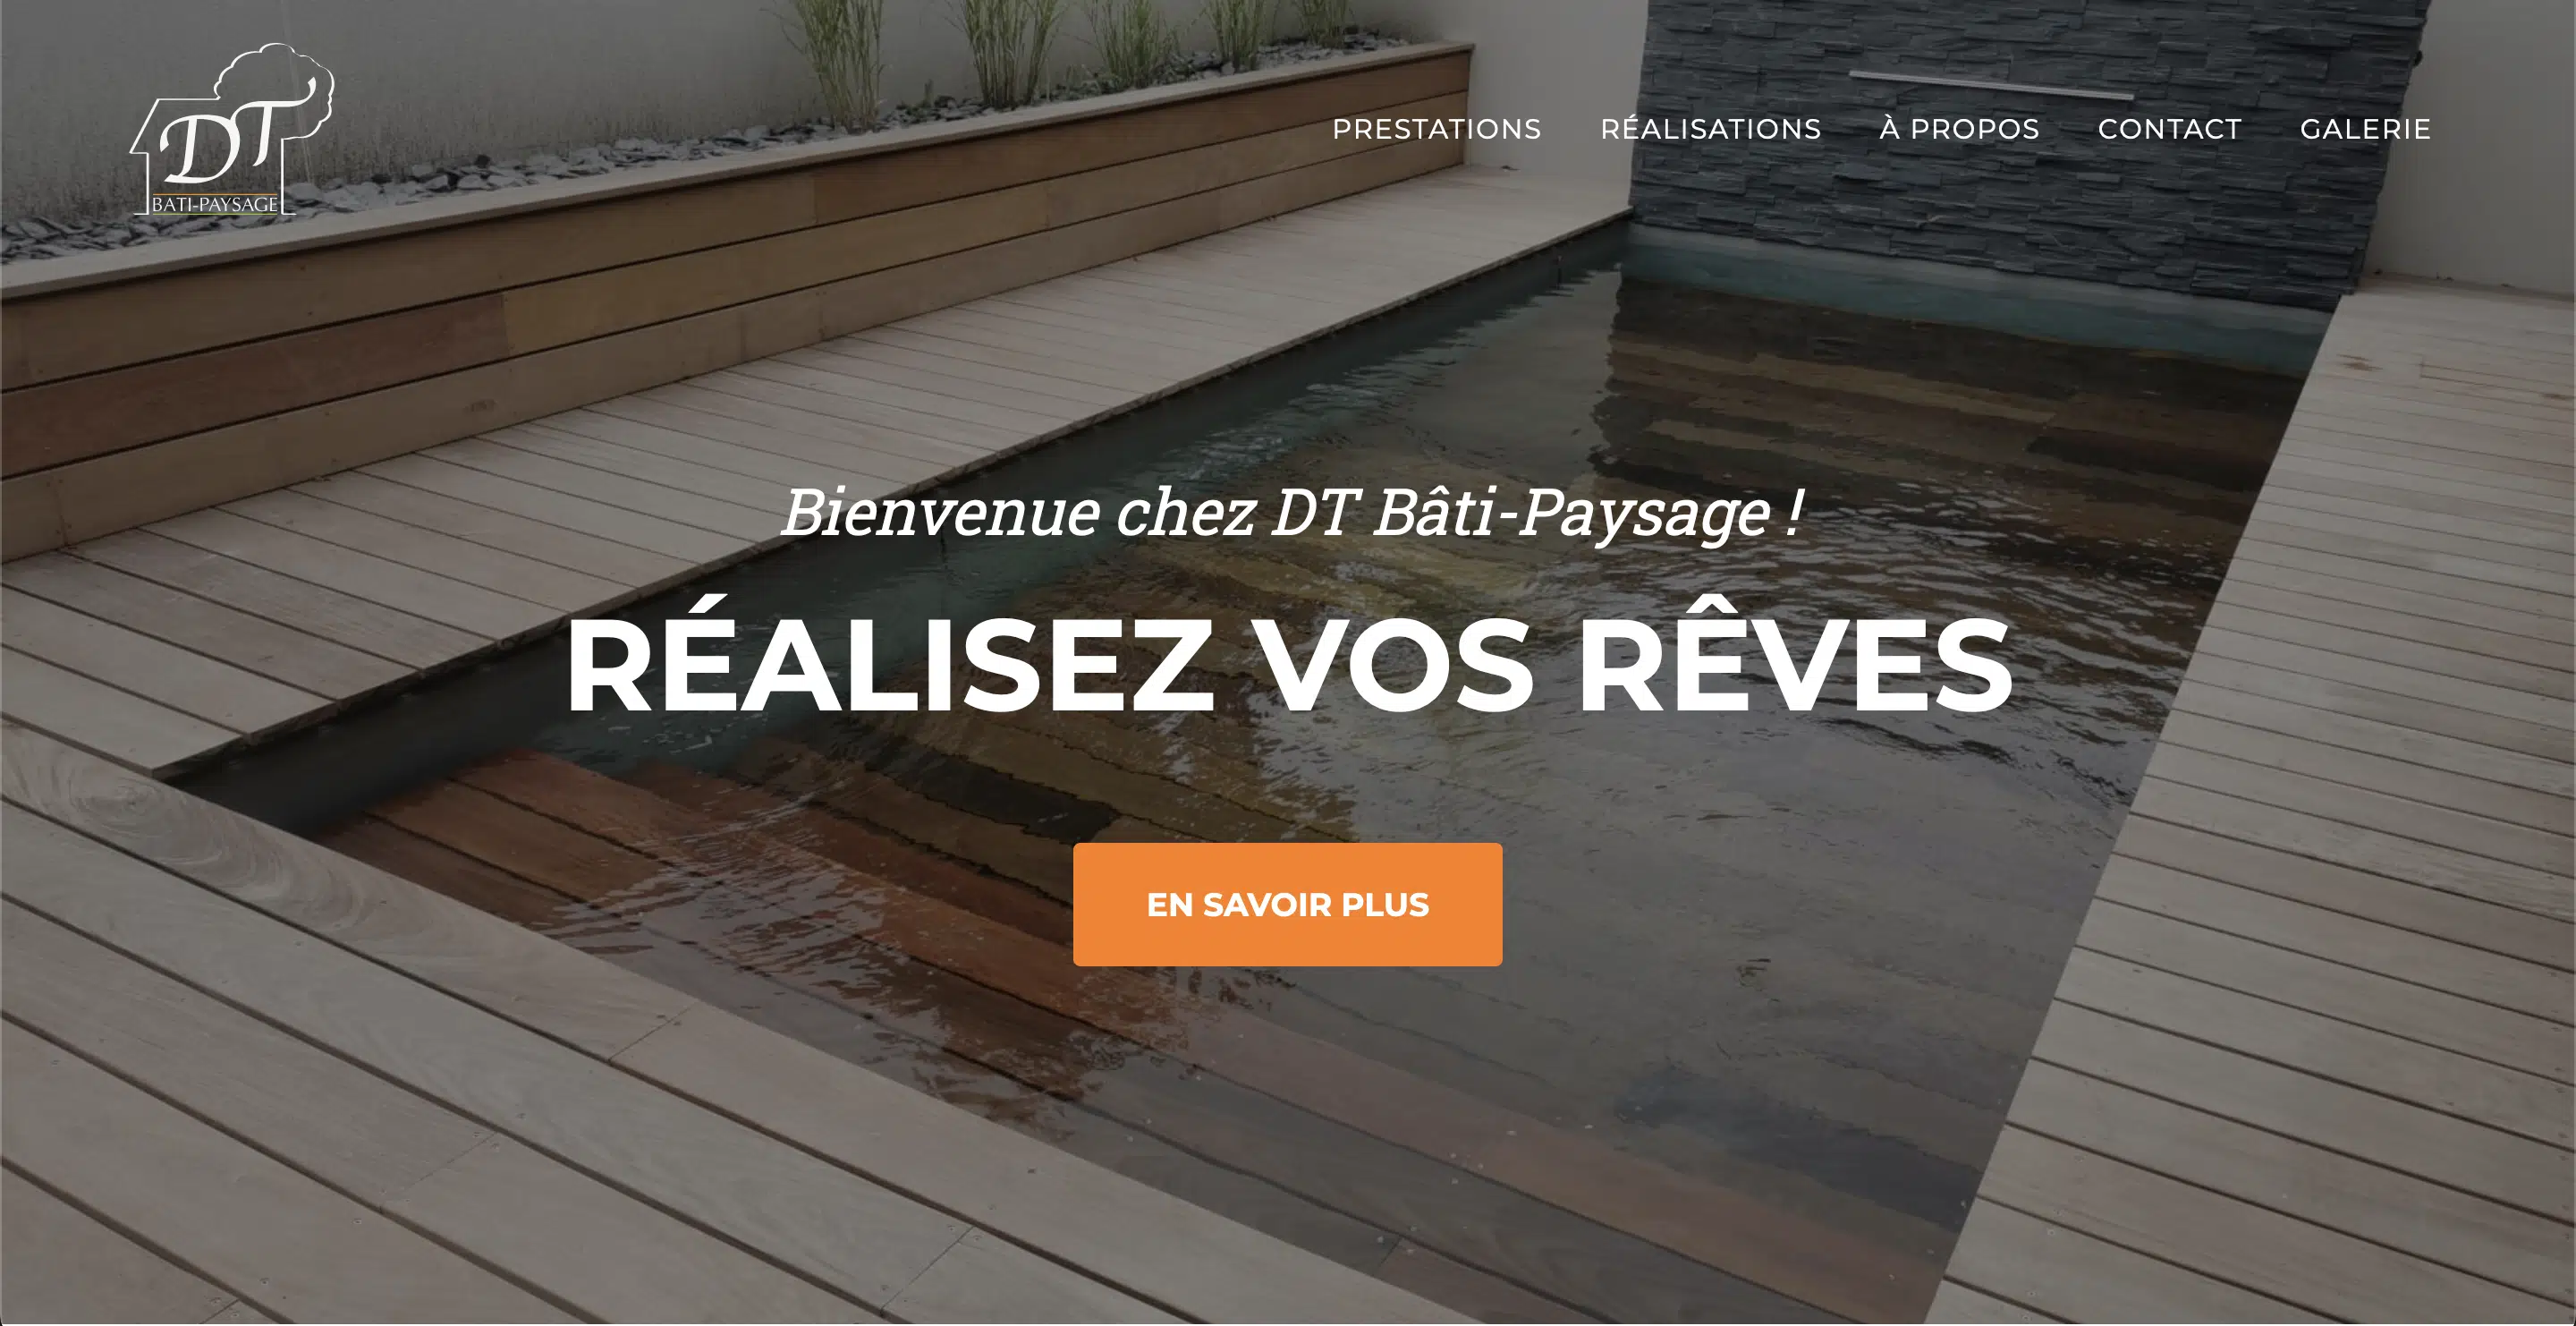 DT
BATI-PAYSAGE
PRESTATIONS RÉALISATIONS À PROPOS CONTACT GALERIE
Bienvenue chez DT Bâti-Paysage !
RÉALISEZ VOS RÊVES
EN SAVOIR PLUS